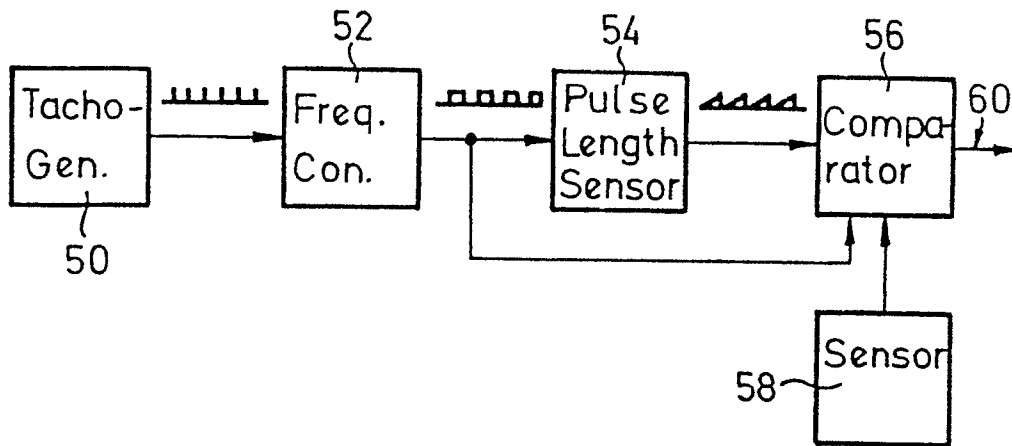 52
54
56
Tacho-
Gen.
Freq.
Con.
Pulse
Length
Sensor
Compa-
rator
60
50
Sensor
58